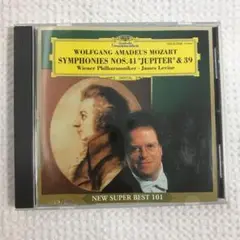 WOLFGANG AMADEUS MOZART
SYMPHONIES NOS.41 "JUPITER" & 39
Wiener Philharmoniker · James Levine
NEW SUPER BEST 101